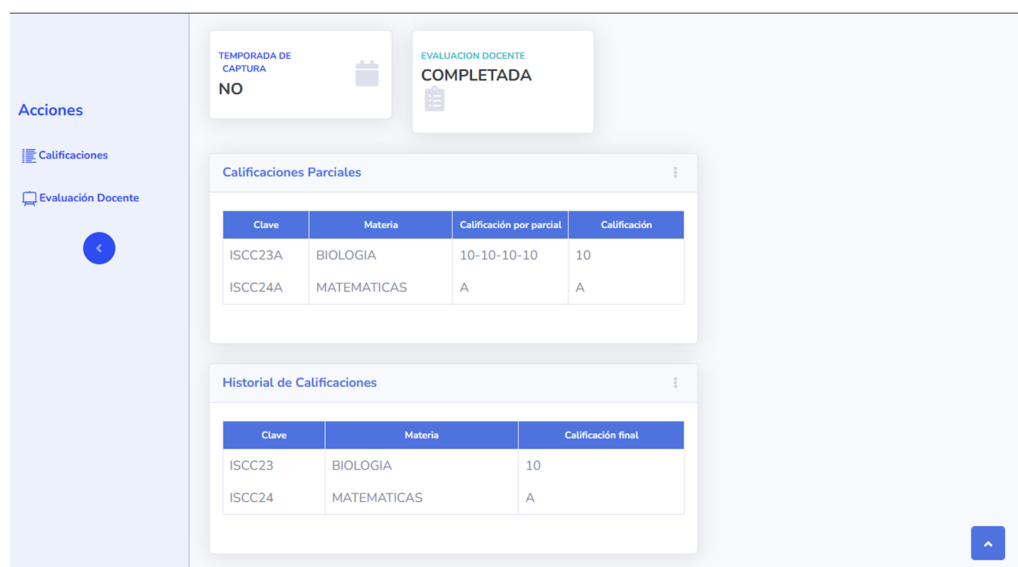 Acciones
Calificaciones
Evaluación Docente
TEMPORADA DE
CAPTURA
NO
EVALUACION DOCENTE
COMPLETADA
Calificaciones Parciales
Clave Materia Calificación por parcial Calificación
ISCC23A BIOLOGIA 10-10-10-10 10
ISCC24A MATEMATICAS A A
Historial de Calificaciones
Clave Materia Calificación final
ISCC23 BIOLOGIA 10
ISCC24 MATEMATICAS A